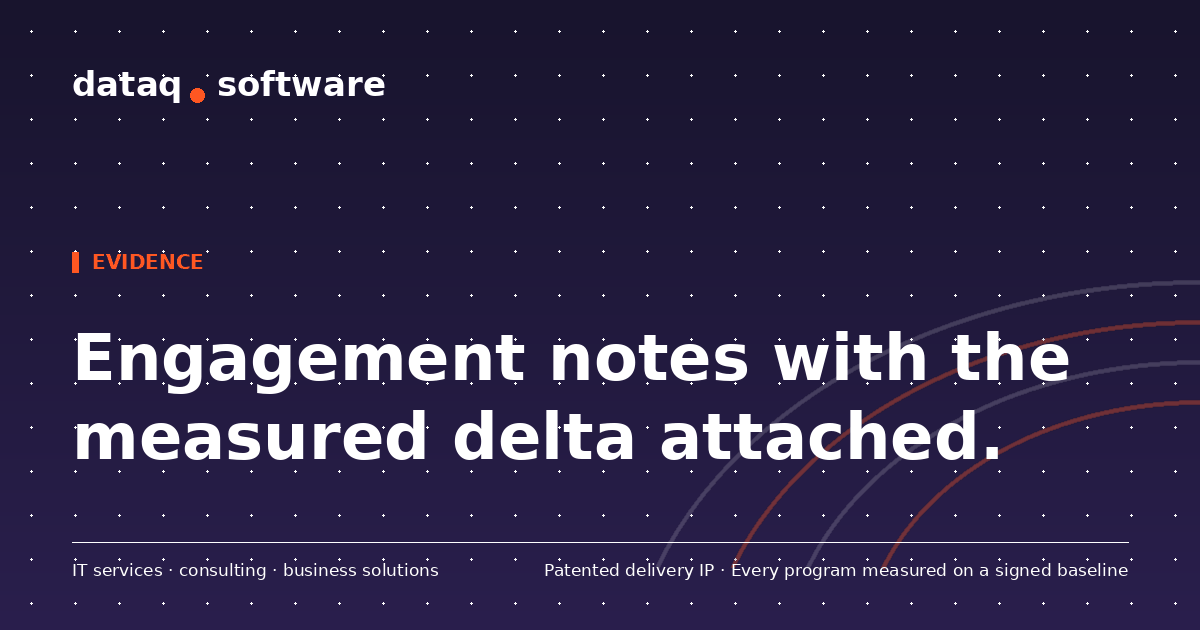 dataq.software
EVIDENCE
Engagement notes with the
measured delta attached.
IT services · consulting · business solutions
Patented delivery IP · Every program measured on a signed baseline